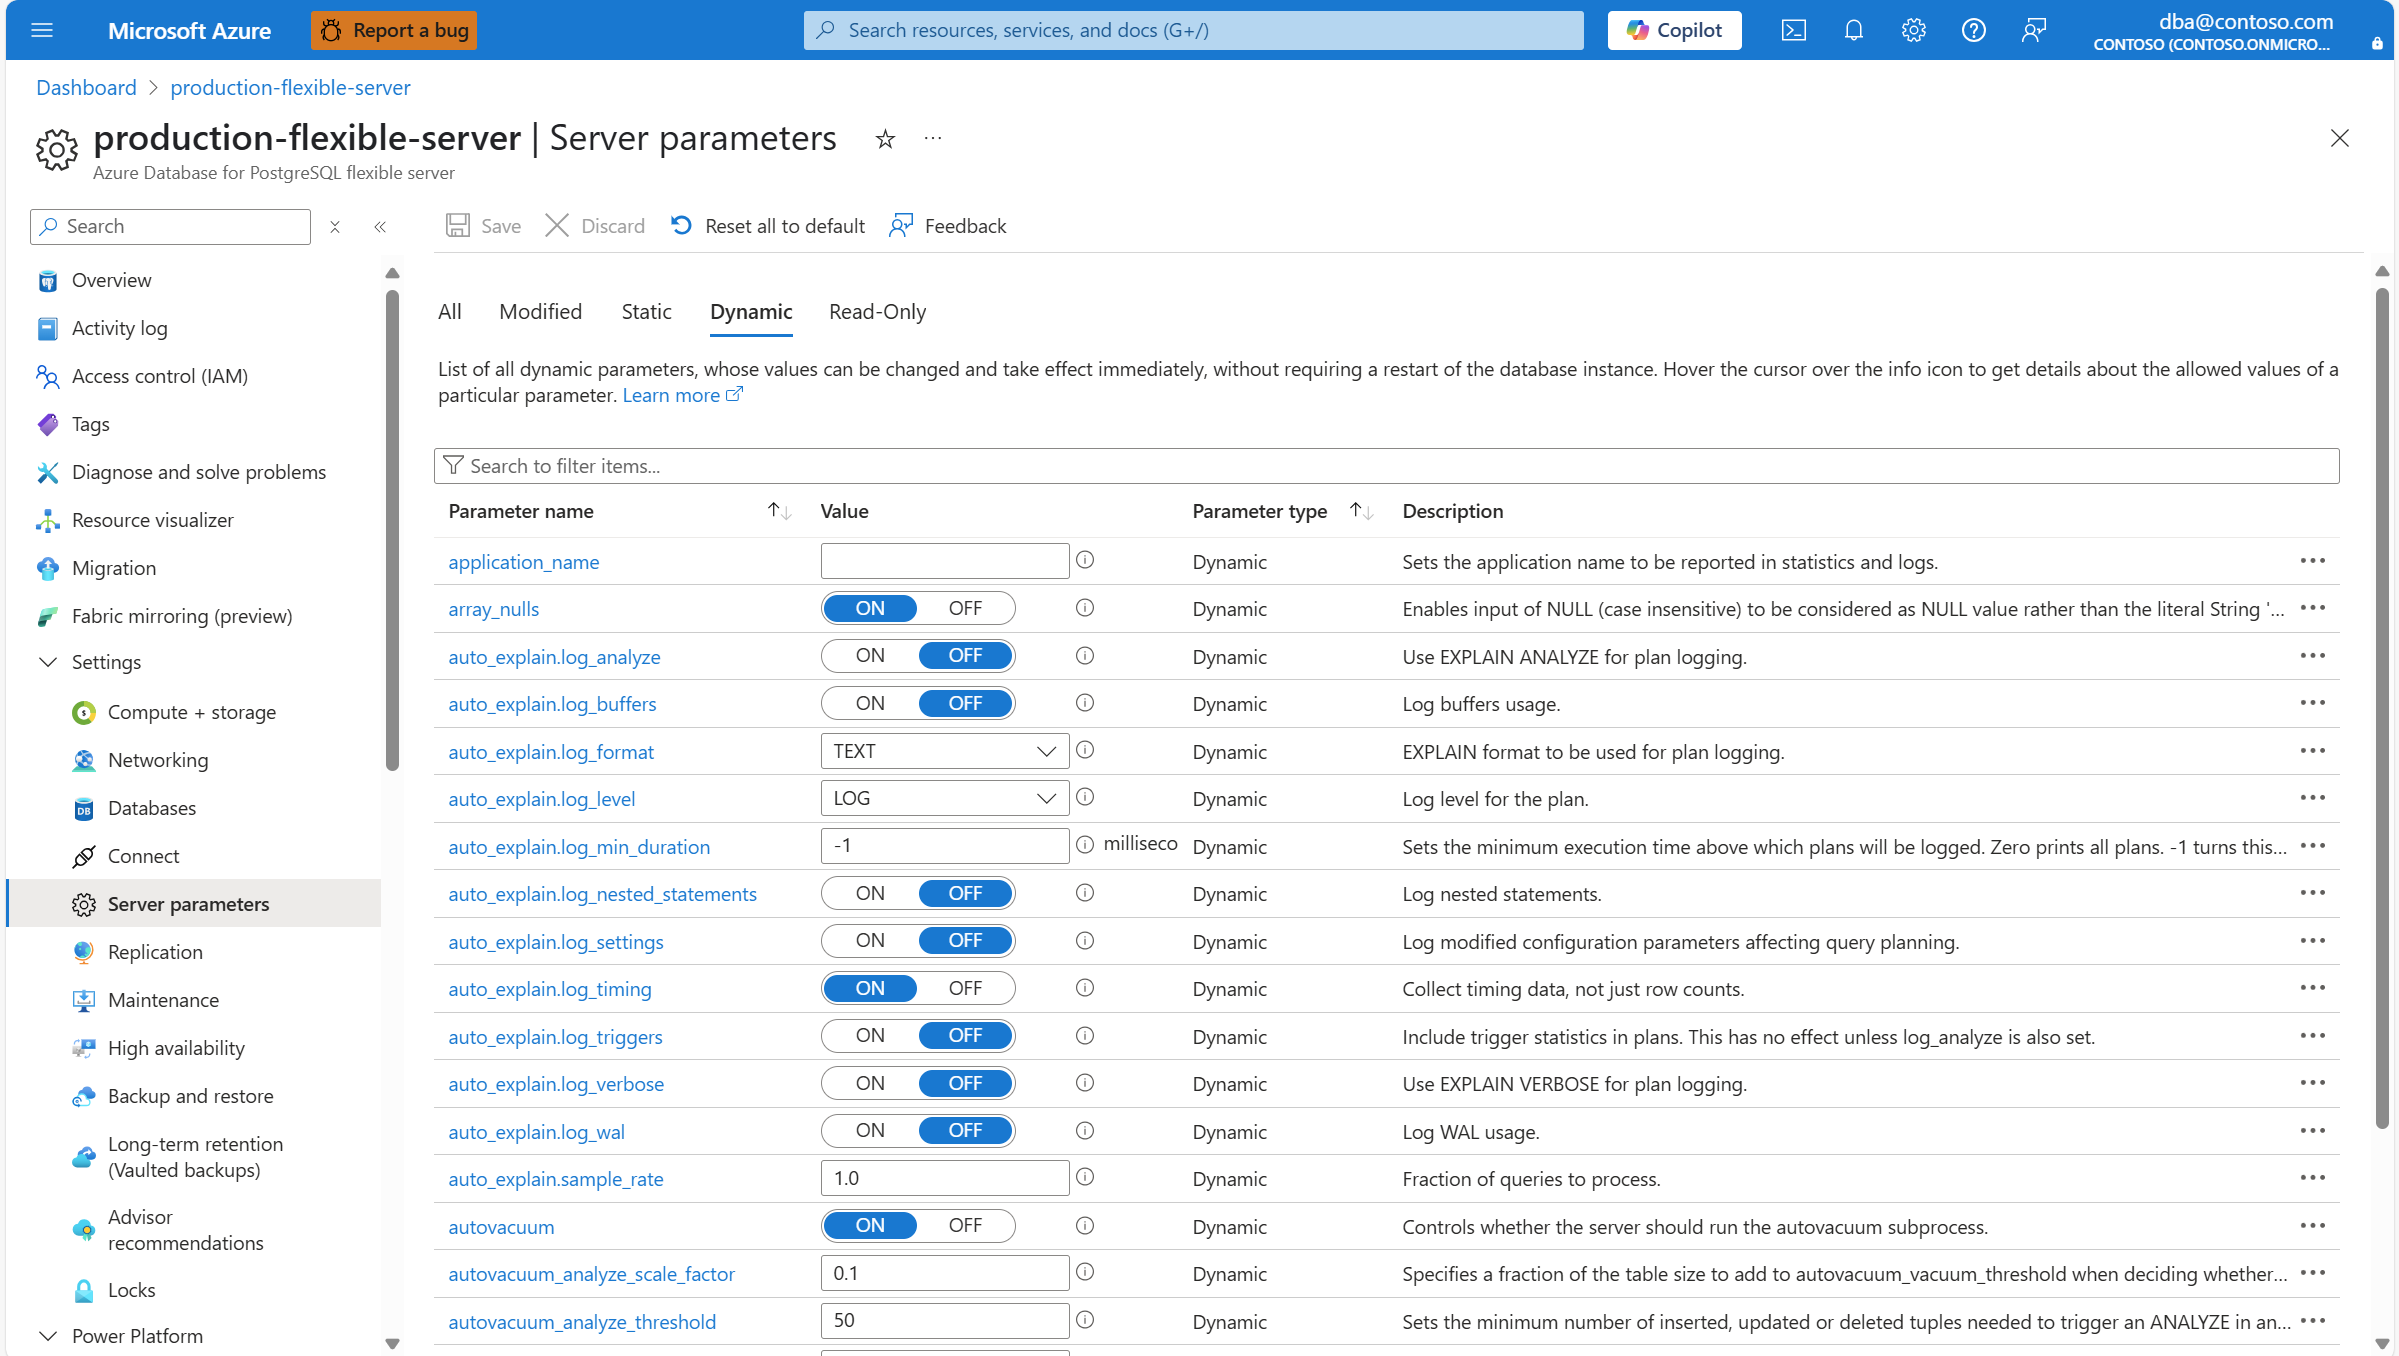 Microsoft Azure
Report a bug
Search resources, services, and docs (G+/)
Copilot
dba@contoso.com
CONTOSO (CONTOSO.ONMICRO...
Dashboard > production-flexible-server
production-flexible-server | Server parameters
Azure Database for PostgreSQL flexible server
Search
Overview
Activity log
Access control (IAM)
Tags
Diagnose and solve problems
Resource visualizer
Migration
Fabric mirroring (preview)
Settings
Compute + storage
Networking
Databases
Connect
Server parameters
Replication
Maintenance
High availability
Backup and restore
Long-term retention
(Vaulted backups)
Advisor
recommendations
Locks
Power Platform
Save
Discard
Reset all to default
Feedback
All
Modified
Static
Dynamic
Read-Only
List of all dynamic parameters, whose values can be changed and take effect immediately, without requiring a restart of the database instance. Hover the cursor over the info icon to get details about the allowed values of a
particular parameter. Learn more
Search to filter items...
Parameter name Value Parameter type Description
application_name Dynamic Sets the application name to be reported in statistics and logs.
array_nulls ON OFF Dynamic Enables input of NULL (case insensitive) to be considered as NULL value rather than the literal String '...
auto_explain.log_analyze ON OFF Dynamic Use EXPLAIN ANALYZE for plan logging.
auto_explain.log_buffers ON OFF Dynamic Log buffers usage.
auto_explain.log_format TEXT Dynamic EXPLAIN format to be used for plan logging.
auto_explain.log_level LOG Dynamic Log level for the plan.
auto_explain.log_min_duration -1 milliseco Dynamic Sets the minimum execution time above which plans will be logged. Zero prints all plans. -1 turns this...
auto_explain.log_nested_statements ON OFF Dynamic Log nested statements.
auto_explain.log_settings ON OFF Dynamic Log modified configuration parameters affecting query planning.
auto_explain.log_timing ON OFF Dynamic Collect timing data, not just row counts.
auto_explain.log_triggers ON OFF Dynamic Include trigger statistics in plans. This has no effect unless log_analyze is also set.
auto_explain.log_verbose ON OFF Dynamic Use EXPLAIN VERBOSE for plan logging.
auto_explain.log_wal ON OFF Dynamic Log WAL usage.
auto_explain.sample_rate 1.0 Dynamic Fraction of queries to process.
autovacuum ON OFF Dynamic Controls whether the server should run the autovacuum subprocess.
autovacuum_analyze_scale_factor 0.1 Dynamic Specifies a fraction of the table size to add to autovacuum_vacuum_threshold when deciding whether...
autovacuum_analyze_threshold 50 Dynamic Sets the minimum number of inserted, updated or deleted tuples needed to trigger an ANALYZE in an...